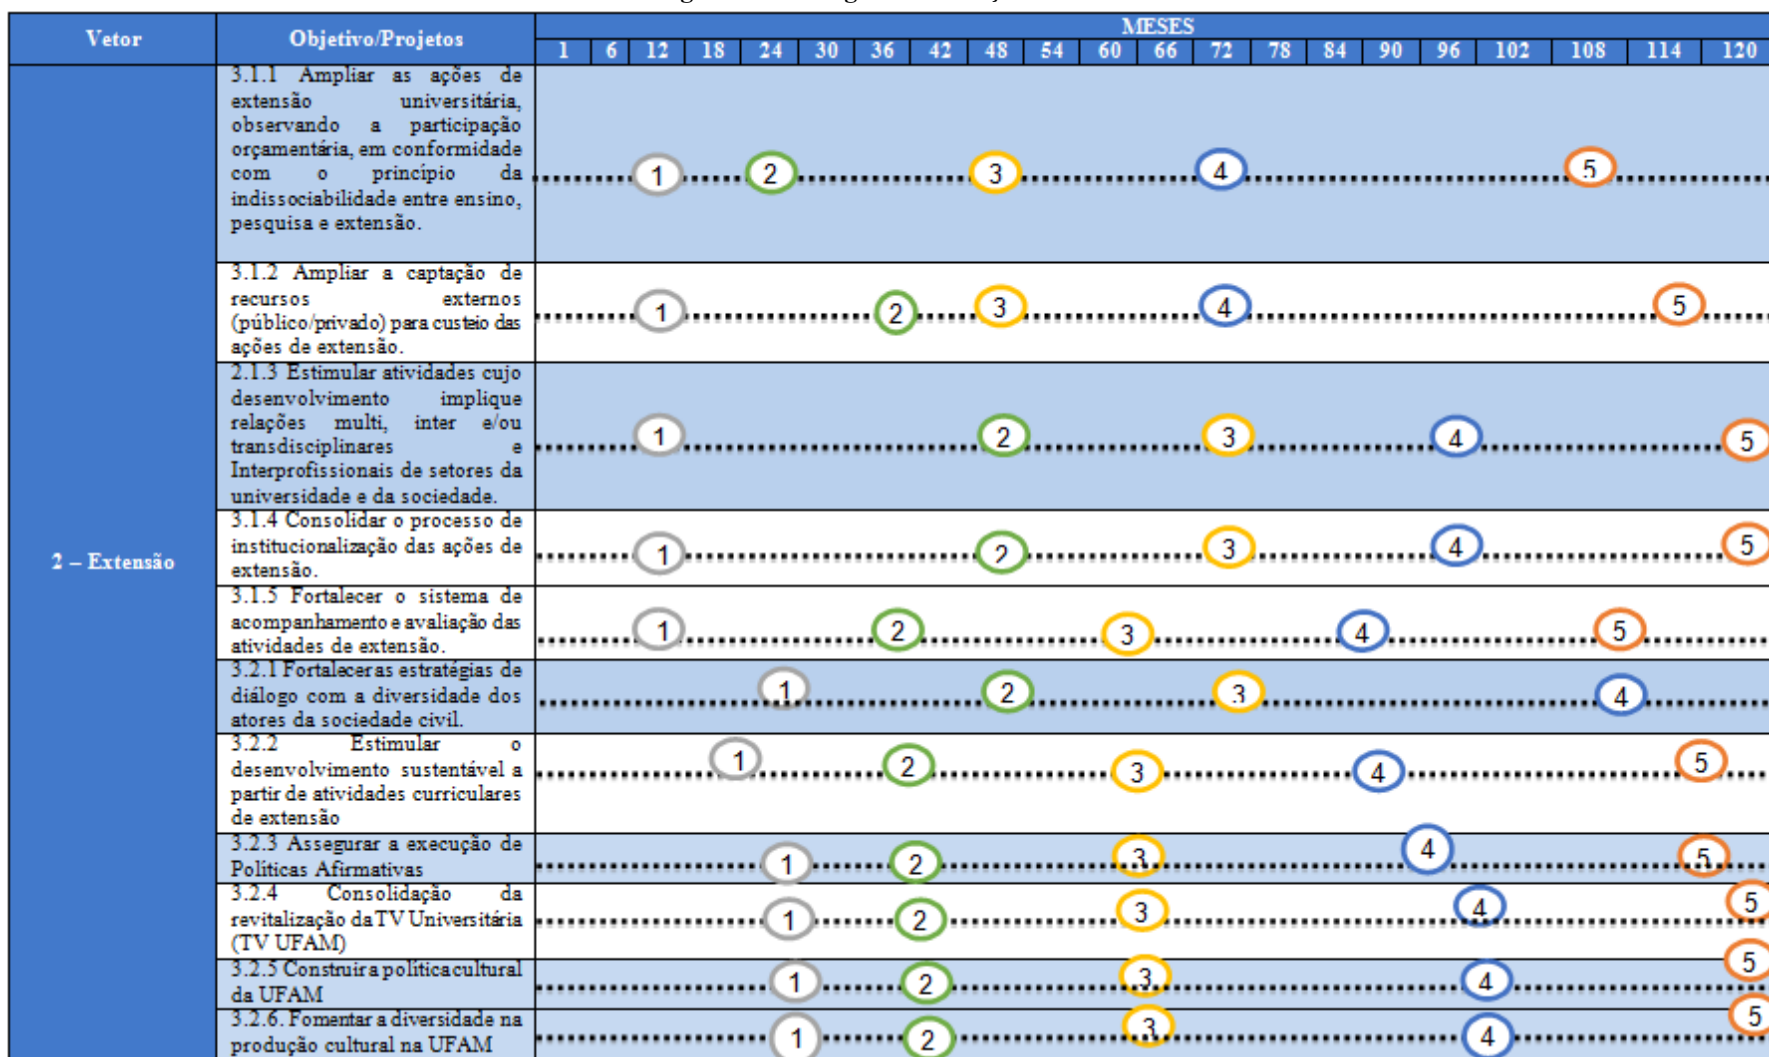 Vetor
Objetivo/Projetos
MESES
1 6 12 18 24 30 36 42 48 54 60 66 72 78 84 90 96 102 108 114 120
2 – Extensão
3.1.1 Ampliar as ações de
extensão universitária,
observando a participação
orçamentária, em conformidade
com o princípio da
indissociabilidade entre ensino,
pesquisa e extensão.
1 2 3 4 5
3.1.2 Ampliar a captação de
recursos externos
(público/privado) para custeio das
ações de extensão.
1 2 3 4 5
2.1.3 Estimular atividades cujo
desenvolvimento implique
relações multi, inter e/ou
transdisciplinares e
Interprofissionais de setores da
universidade e da sociedade.
1 2 3 4 5
3.1.4 Consolidar o processo de
institucionalização das ações de
extensão.
1 2 3 4 5
3.1.5 Fortalecer o sistema de
acompanhamento e avaliação das
atividades de extensão.
1 2 3 4 5
3.2.1 Fortalecer as estratégias de
diálogo com a diversidade dos
atores da sociedade civil.
1 2 3 4
3.2.2 Estimular o
desenvolvimento sustentável a
partir de atividades curriculares
de extensão
1 2 3 4 5
3.2.3 Assegurar a execução de
Políticas Afirmativas
1 2 3 4 5
3.2.4 Consolidação da
revitalização da TV Universitária
(TV UFAM)
1 2 3 4 5
3.2.5 Construir a política cultural
da UFAM
1 2 3 4 5
3.2.6. Fomentar a diversidade na
produção cultural na UFAM
1 2 3 4 5